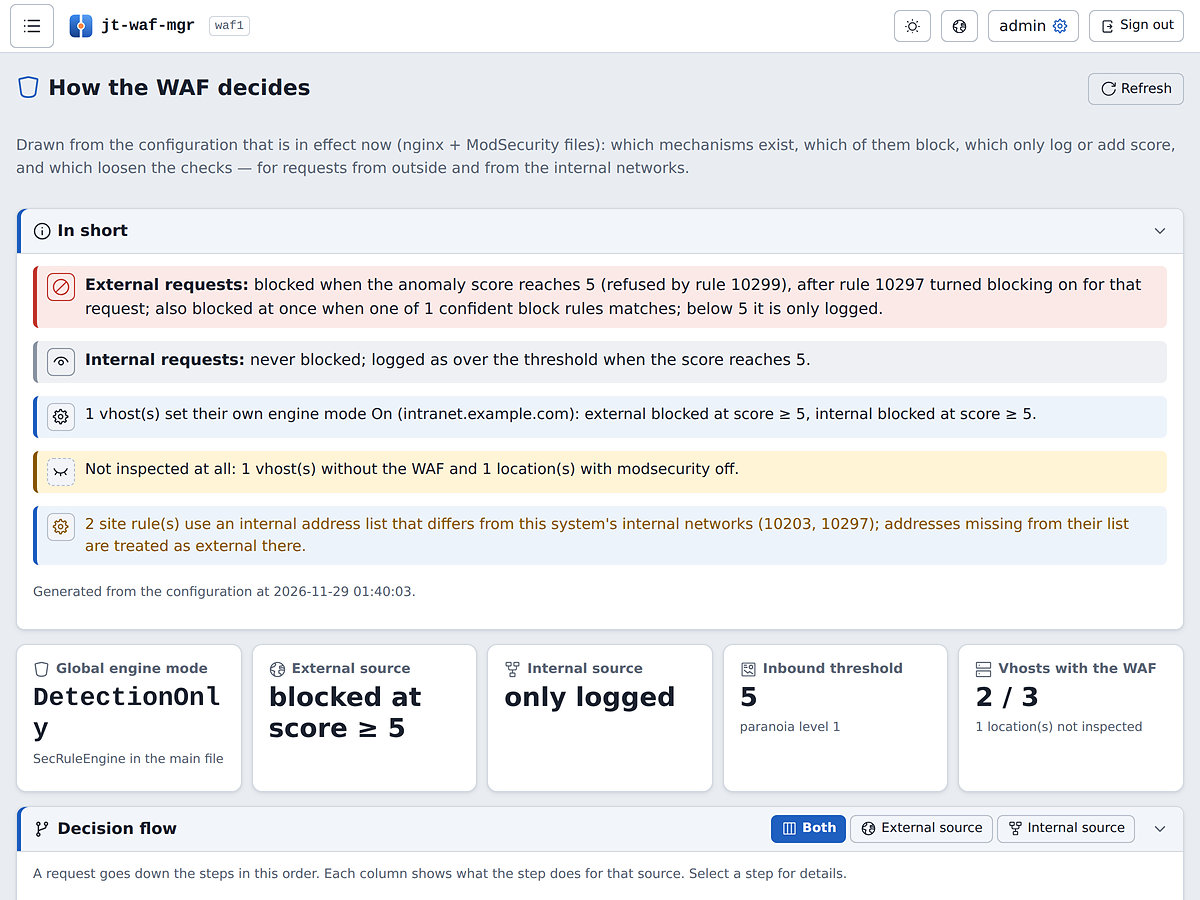 jt-waf-mgr
waf1
admin
Sign out
How the WAF decides
Refresh
Drawn from the configuration that is in effect now (nginx + ModSecurity files): which mechanisms exist, which of them block, which only log or add score,
and which loosen the checks — for requests from outside and from the internal networks.
In short
External requests: blocked when the anomaly score reaches 5 (refused by rule 10299), after rule 10297 turned blocking on for that
request; also blocked at once when one of 1 confident block rules matches; below 5 it is only logged.
Internal requests: never blocked; logged as over the threshold when the score reaches 5.
1 vhost(s) set their own engine mode On (intranet.example.com): external blocked at score ≥ 5, internal blocked at score ≥ 5.
Not inspected at all: 1 vhost(s) without the WAF and 1 location(s) with modsecurity off.
2 site rule(s) use an internal address list that differs from this system's internal networks (10203, 10297); addresses missing from their list
are treated as external there.
Generated from the configuration at 2026-11-29 01:40:03.
Global engine mode
DetectionOnl
y
SecRuleEngine in the main file
External source
blocked at
score ≥ 5
Internal source
only logged
Inbound threshold
5
paranoia level 1
Vhosts with the WAF
2 / 3
1 location(s) not inspected
Decision flow
Both
External source
Internal source
A request goes down the steps in this order. Each column shows what the step does for that source. Select a step for details.